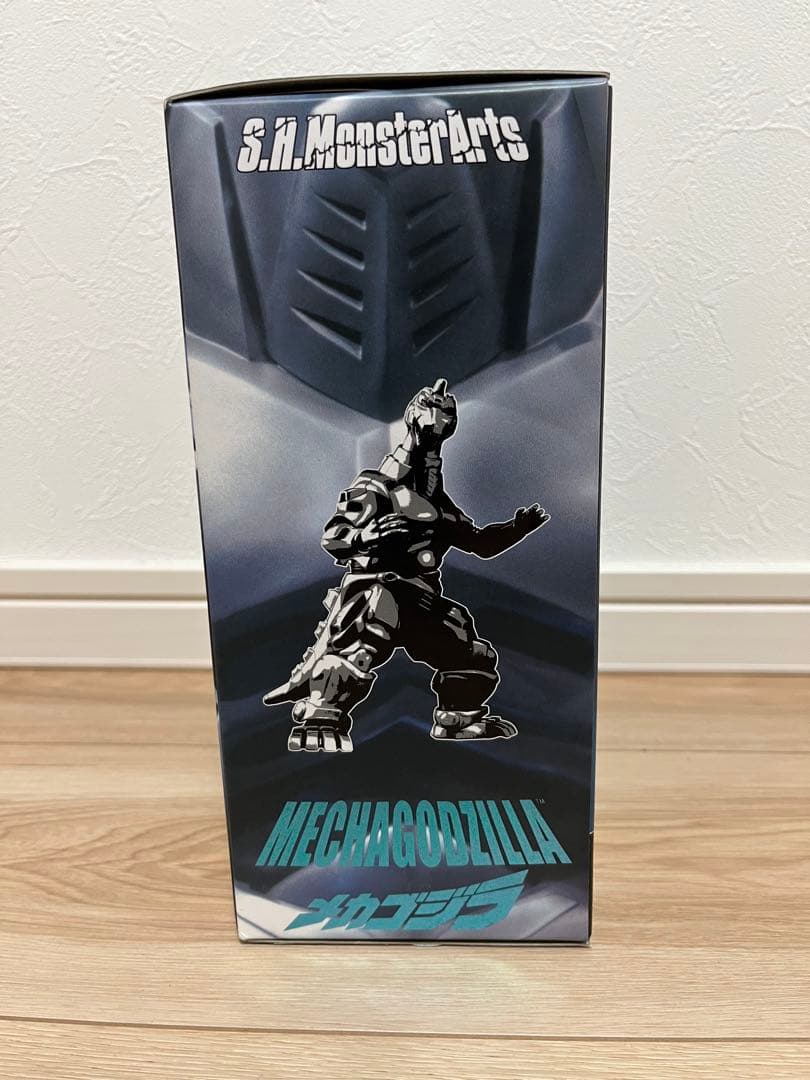 S.H.MonsterArts
MECHAGODZILLA™
メカゴジラ